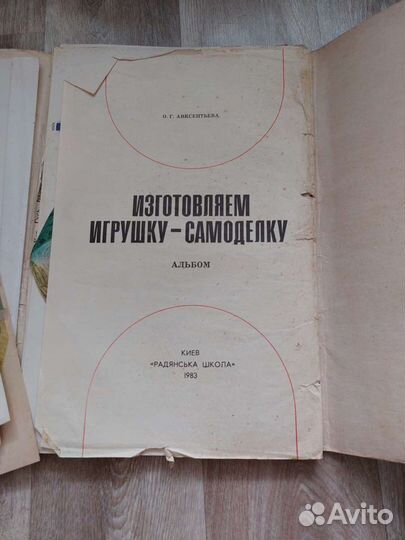 О. Г. АВКСЕНТЬЕВА
ИЗГОТОВЛЯЕМ
ИГРУШКУ-САМОДЕЛКУ
АЛЬБОМ
КИЕВ
«РАДЯНСЬКА ШКОЛА»
1983
Avito